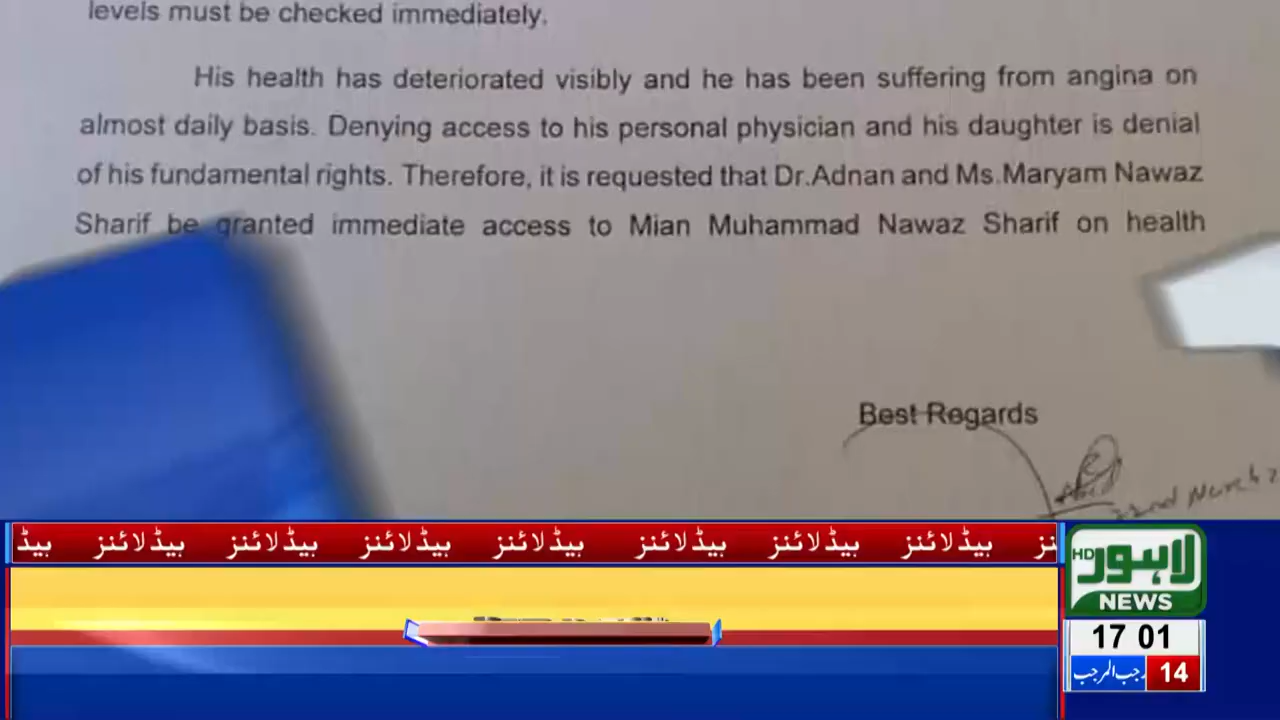 levels must be checked immediately.
His health has deteriorated visibly and he has been suffering from angina on
almost daily basis. Denying access to his personal physician and his daughter is denial
of his fundamental rights. Therefore, it is requested that Dr.Adnan and Ms.Maryam Nawaz
Sharif be granted immediate access to Mian Muhammad Nawaz Sharif on health
Best Regards
ہیڈلائنز ہیڈلائنز ہیڈلائنز ہیڈلائنز ہیڈلائنز ہیڈلائنز ہیڈلائنز
لاہور HD
NEWS
17 01
رجب المرجب 14